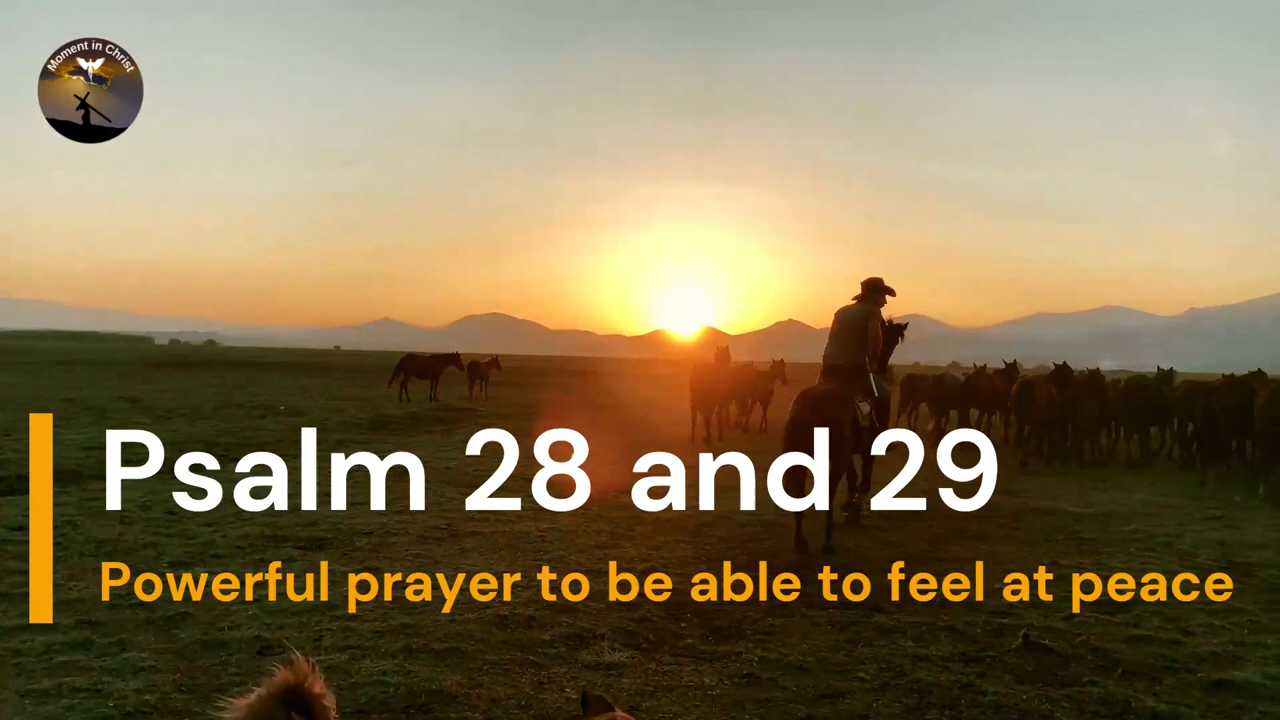 Moment in Christ
Psalm 28 and 29
Powerful prayer to be able to feel at peace